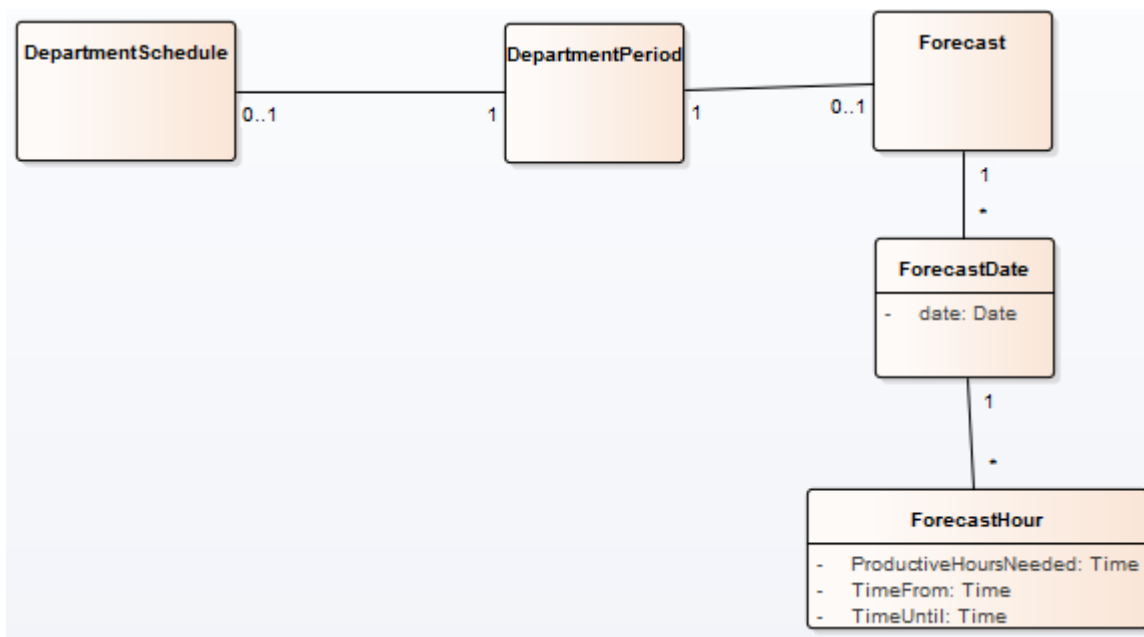 DepartmentSchedule
DepartmentPeriod
Forecast
0..1
1
1
0..1
1
*
ForecastDate
- date: Date
1
*
ForecastHour
- ProductiveHoursNeeded: Time
- TimeFrom: Time
- TimeUntil: Time